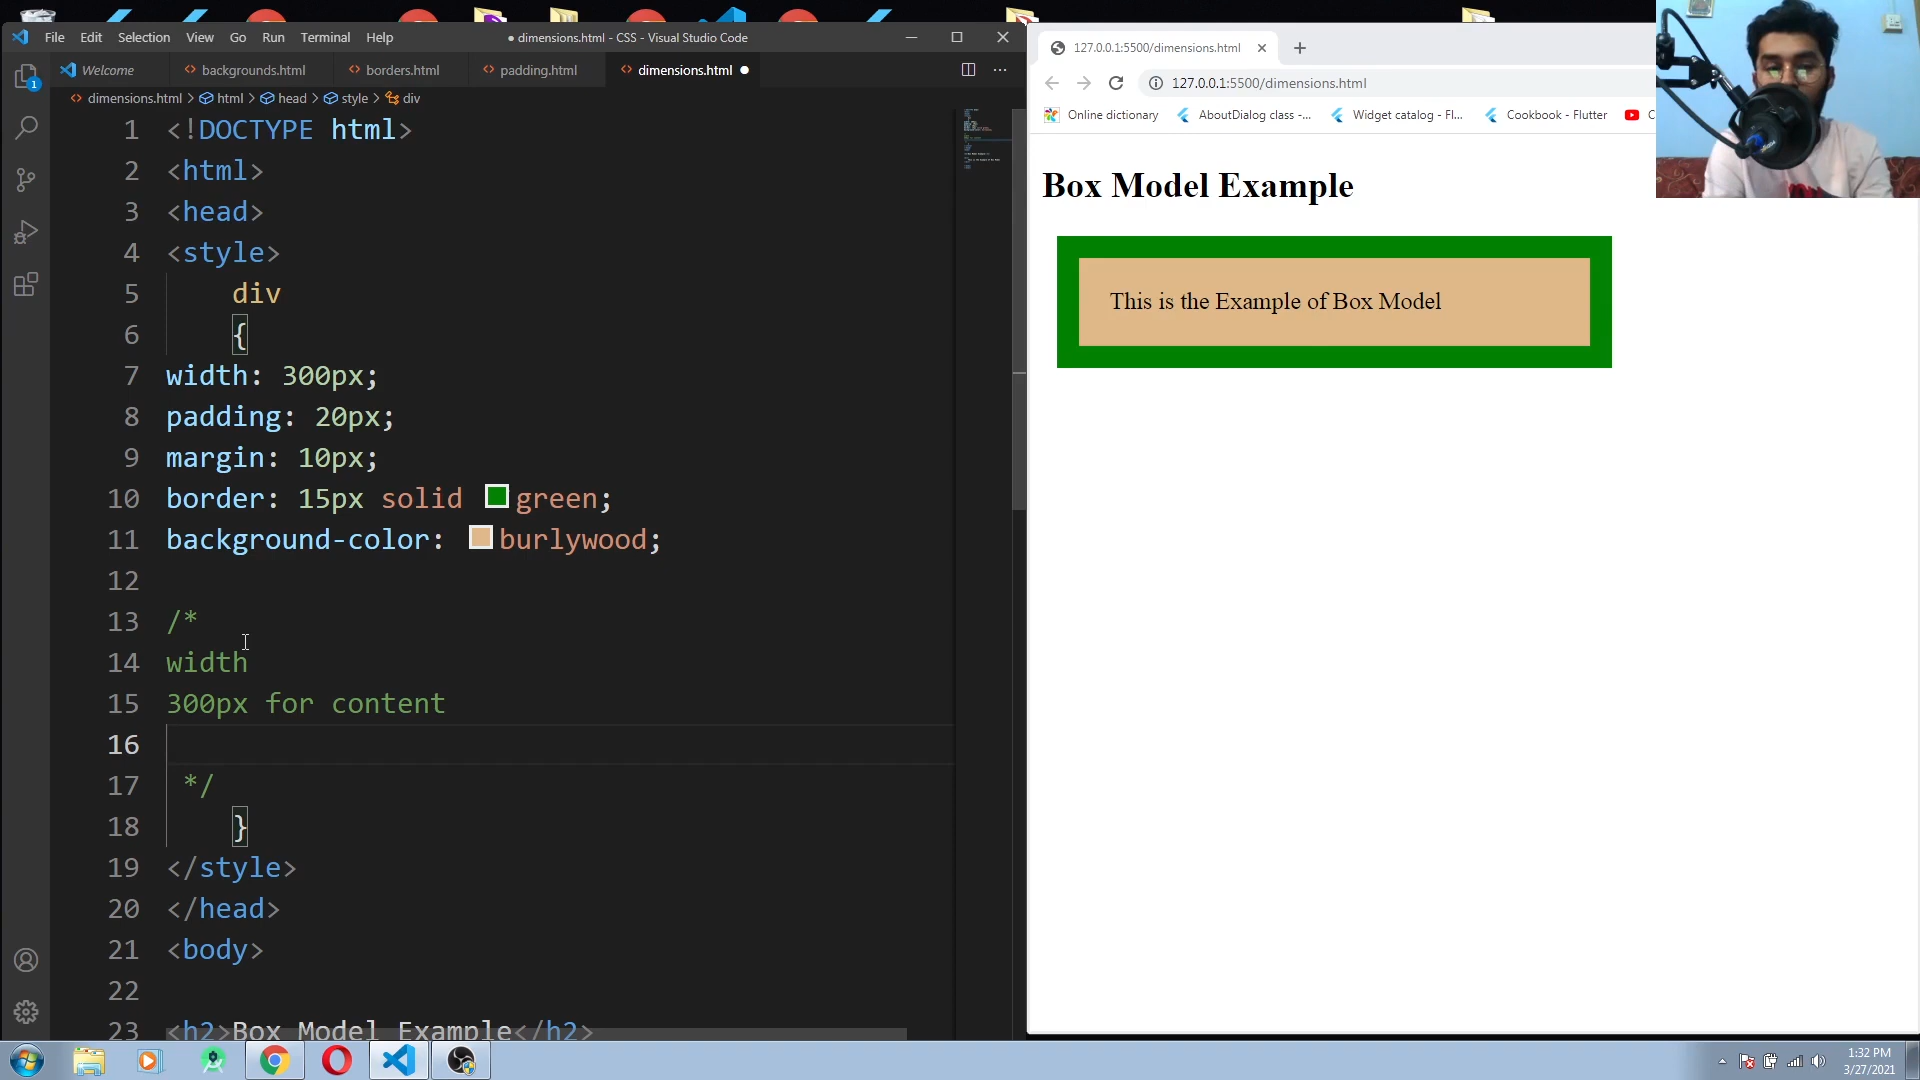 File Edit Selection View Go Run Terminal Help
● dimensions.html - CSS - Visual Studio Code
Welcome
backgrounds.html
borders.html
padding.html
dimensions.html
dimensions.html > html > head > style > div
1 <!DOCTYPE html>
2 <html>
3 <head>
4 <style>
5 div
6 {
7 width: 300px;
8 padding: 20px;
9 margin: 10px;
10 border: 15px solid green;
11 background-color: burlywood;
12
13 /*
14 width
15 300px for content
16
17 */
18 }
19 </style>
20 </head>
21 <body>
22
23 <h2>Box Model Example</h2>
1
127.0.0.1:5500/dimensions.html
127.0.0.1:5500/dimensions.html
Online dictionary
AboutDialog class -...
Widget catalog - Fl...
Cookbook - Flutter
C
Box Model Example
This is the Example of Box Model
1:32 PM
3/27/2021